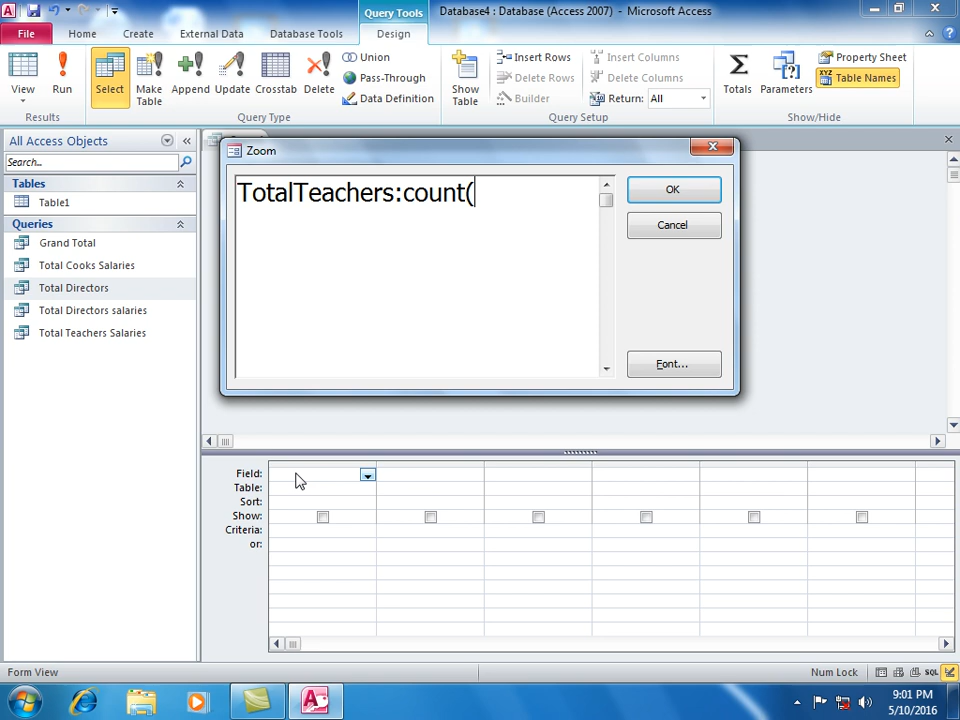 Query Tools
Database4 : Database (Access 2007) - Microsoft Access
File Home Create External Data Database Tools Design
View Run Select Make Table Append Update Crosstab Delete
Union
Pass-Through
Data Definition
Show Table
Insert Rows
Delete Rows
Builder
Insert Columns
Delete Columns
Return: All
Totals Parameters
Property Sheet
XYZ Table Names
Results Query Type Query Setup Show/Hide
All Access Objects
Search...
Tables
Table1
Queries
Grand Total
Total Cooks Salaries
Total Directors
Total Directors salaries
Total Teachers Salaries
Zoom
TotalTeachers:count(
OK
Cancel
Font...
Field:
Table:
Sort:
Show:
Criteria:
or:
Form View
Num Lock
SQL
9:01 PM
5/10/2016